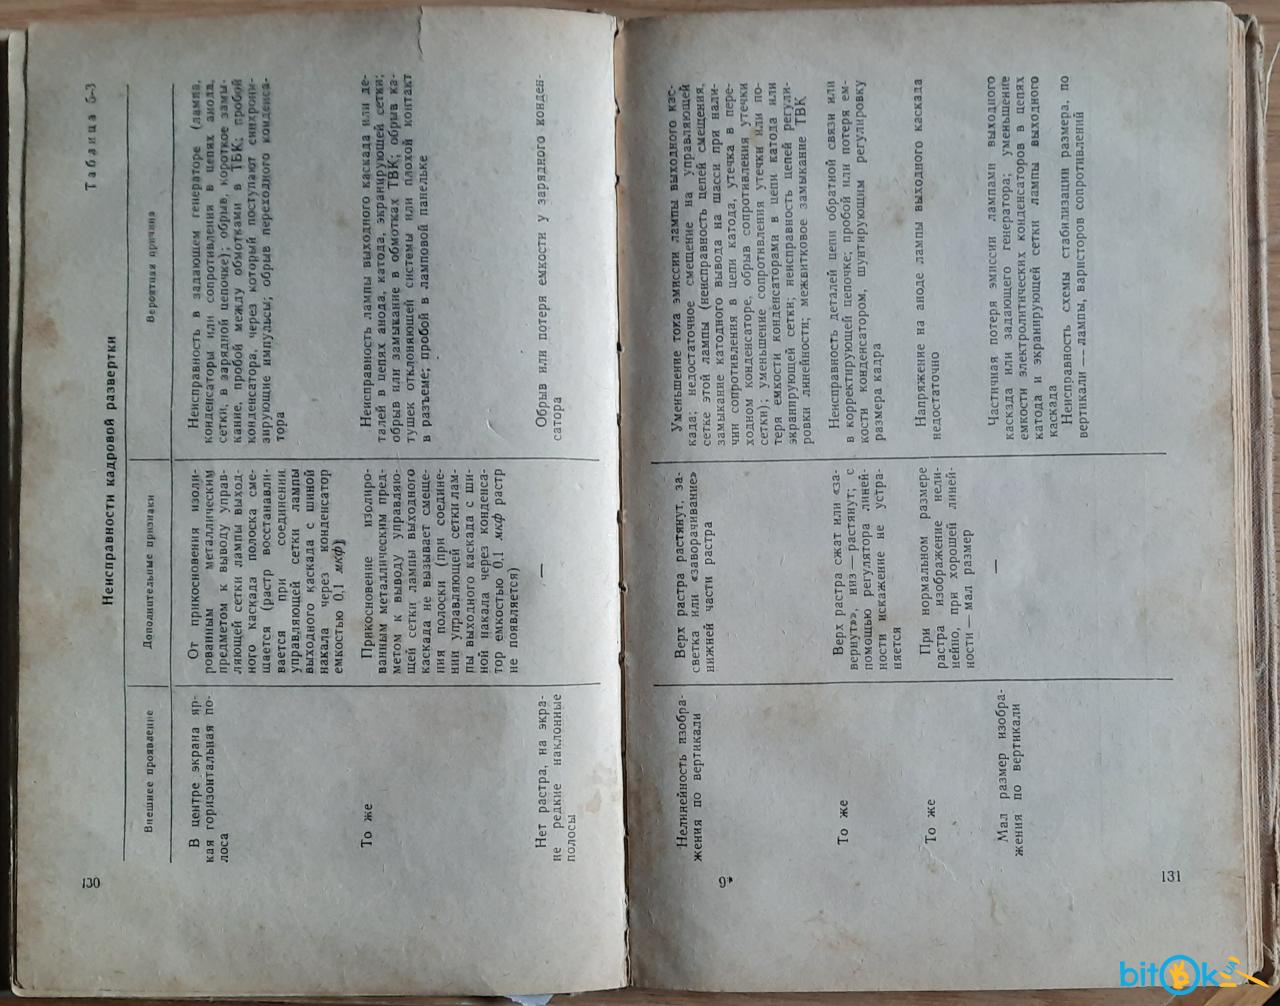 130
Таблица 5-3
Неисправности кадровой развертки
Внешнее проявление
Дополнительные признаки
Вероятная причина
В центре экрана яр-
кая горизонтальная по-
лоса
От прикосновения изоли-
рованным металлическим
предметом к выводу управ-
ляющей сетки лампы выход-
ного каскада полоска сме-
щается (растр восстанавли-
вается при соединении
управляющей сетки лампы
выходного каскада с шиной
накала через конденсатор
емкостью 0,1 мкф)
Неисправность в задающем генераторе (лампа,
конденсаторы или сопротивления в цепях анода,
сетки, в зарядной цепочке); обрыв, короткое замы-
кание, пробой между обмотками в ТБК; пробой
конденсатора, через который поступают синхрони-
зирующие импульсы; обрыв переходного конденса-
тора
То же
Прикосновение изолиро-
ванным металлическим пред-
метом к выводу управляю-
щей сетки лампы выходного
каскада не вызывает смеще-
ния полоски (при соедине-
нии управляющей сетки лам-
пы выходного каскада с ши-
ной накала через конденса-
тор емкостью 0,1 мкф растр
не появляется)
Неисправность лампы выходного каскада или де-
талей в цепях анода, катода, экранирующей сетки;
обрыв или замыкание в обмотках ТВК; обрыв ка-
тушек отклоняющей системы или плохой контакт
в разъеме; пробой в ламповой панельке
Нет растра, на экра-
не редкие наклонные
полосы
—
Обрыв или потеря емкости у зарядного конден-
сатора
Нелинейность изобра-
жения по вертикали
Верх растра растянут, за-
светка или «заворачивание»
нижней части растра
Уменьшение тока эмиссии лампы выходного кас-
када; недостаточное смещение на управляющей
сетке этой лампы (неисправность цепей смещения,
замыкание катодного вывода на шасси при нали-
чии сопротивления в цепи катода, утечка в пере-
ходном конденсаторе, обрыв сопротивления утечки
сетки); уменьшение сопротивления утечки или по-
теря емкости конденсаторами в цепи катода или
экранирующей сетки; неисправность цепей регули-
ровки линейности; межвитковое замыкание ТВК
То же
Верх растра сжат или «за-
вернут», низ — растянут; с
помощью регулятора линей-
ности искажение не устра-
няется
Неисправность деталей цепи обратной связи или
в корректирующей цепочке; пробой или потеря ем-
кости конденсатором, шунтирующим регулировку
размера кадра
То же
При нормальном размере
растра изображение нели-
нейно, при хорошей линей-
ности — мал размер
Напряжение на аноде лампы выходного каскада
недостаточно
Мал размер изобра-
жения по вертикали
—
Частичная потеря эмиссии лампами выходного
каскада или задающего генератора; уменьшение
емкости электролитических конденсаторов в цепях
катода и экранирующей сетки лампы выходного
каскада
Неисправность схемы стабилизации размера. по
вертикали — лампы, варисторов сопротивлений
9*
131
bitok
UA